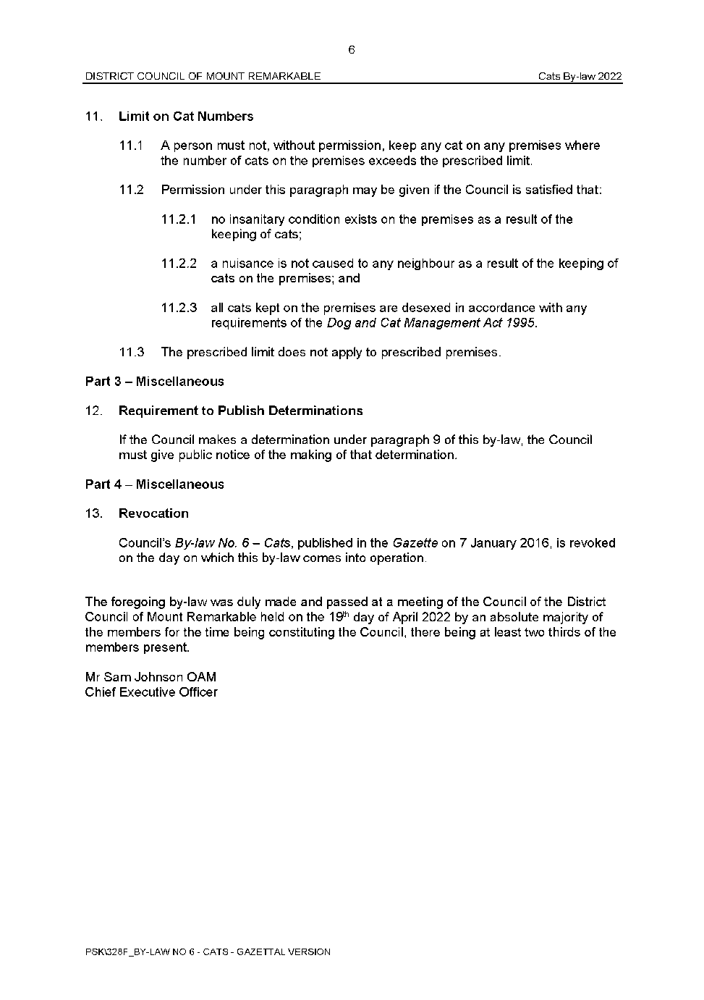 6
DISTRICT COUNCIL OF MOUNT REMARKABLE Cats By-law 2022
11. Limit on Cat Numbers
11.1 A person must not, without permission, keep any cat on any premises where
the number of cats on the premises exceeds the prescribed limit.
11.2 Permission under this paragraph may be given if the Council is satisfied that:
11.2.1 no insanitary condition exists on the premises as a result of the
keeping of cats;
11.2.2 a nuisance is not caused to any neighbour as a result of the keeping of
cats on the premises; and
11.2.3 all cats kept on the premises are desexed in accordance with any
requirements of the Dog and Cat Management Act 1995.
11.3 The prescribed limit does not apply to prescribed premises.
Part 3 – Miscellaneous
12. Requirement to Publish Determinations
If the Council makes a determination under paragraph 9 of this by-law, the Council
must give public notice of the making of that determination.
Part 4 – Miscellaneous
13. Revocation
Council's By-law No. 6 – Cats, published in the Gazette on 7 January 2016, is revoked
on the day on which this by-law comes into operation.
The foregoing by-law was duly made and passed at a meeting of the Council of the District
Council of Mount Remarkable held on the 19th day of April 2022 by an absolute majority of
the members for the time being constituting the Council, there being at least two thirds of the
members present.
Mr Sam Johnson OAM
Chief Executive Officer
PSK\328F_BY-LAW NO 6 - CATS - GAZETTAL VERSION